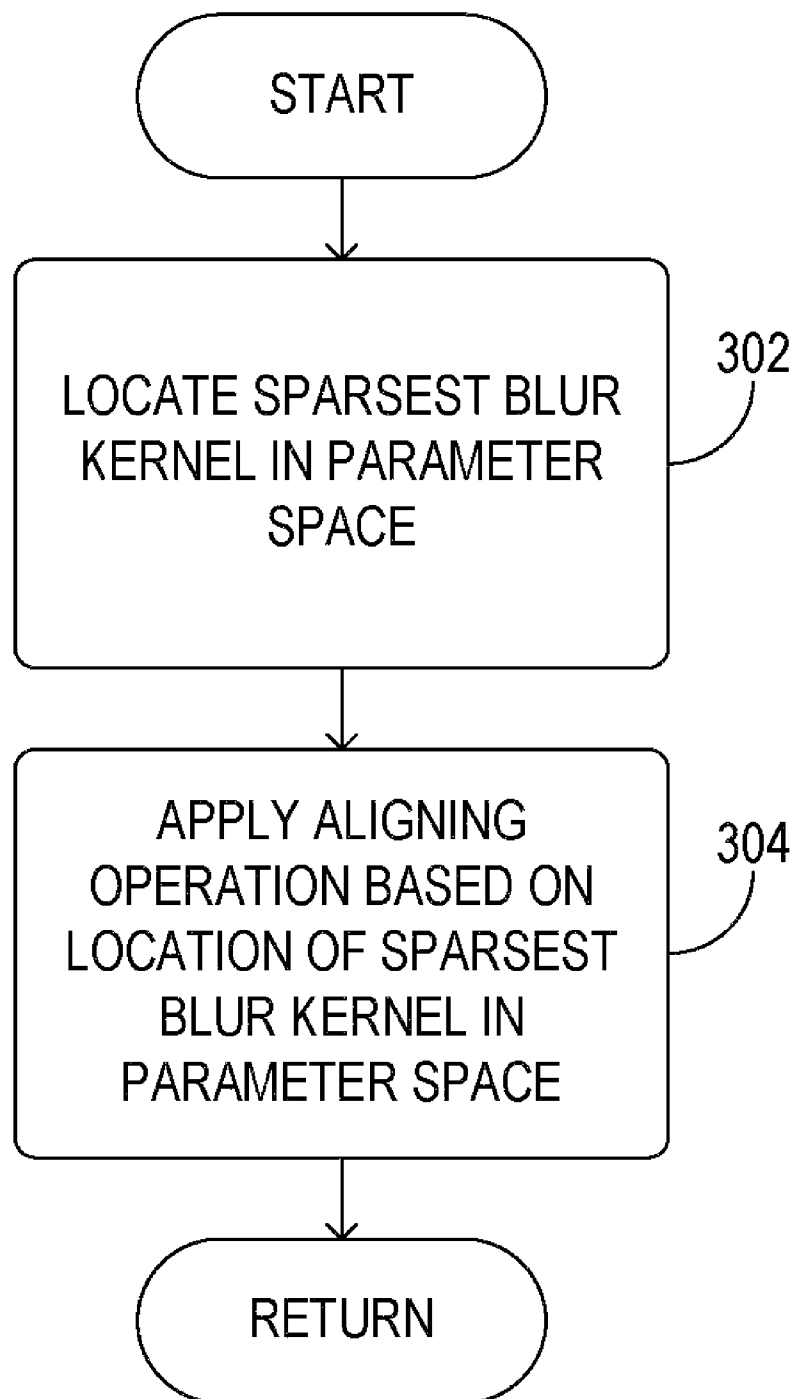 START
LOCATE SPARSEST BLUR
KERNEL IN PARAMETER
SPACE
302
APPLY ALIGNING
OPERATION BASED ON
LOCATION OF SPARSEST
BLUR KERNEL IN
PARAMETER SPACE
304
RETURN